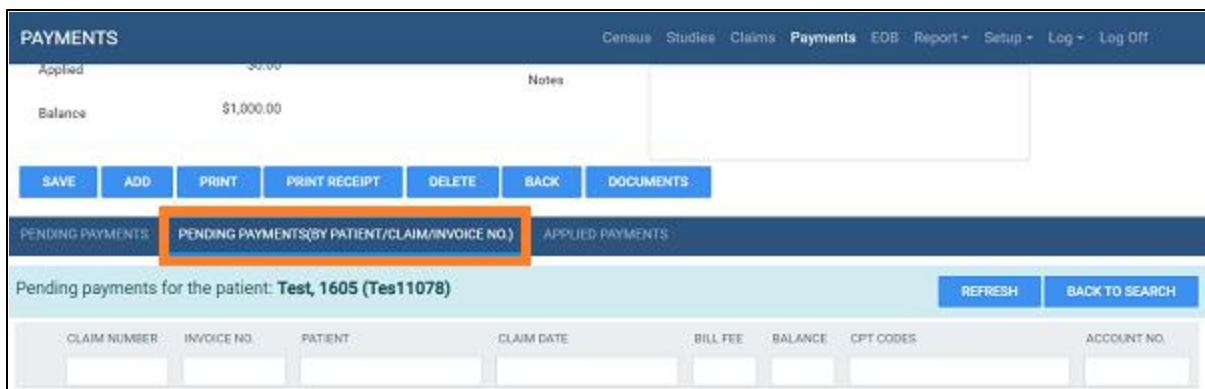 PAYMENTS Census Studies Claims Payments EOB Report Setup Log Log Off
Applied $0.00 Notes
Balance $1,000.00
SAVE ADD PRINT PRINT RECEIPT DELETE BACK DOCUMENTS
PENDING PAYMENTS PENDING PAYMENTS(BY PATIENT/CLAIM/INVOICE NO.) APPLIED PAYMENTS
Pending payments for the patient: Test, 1605 (Tes11078) REFRESH BACK TO SEARCH
CLAIM NUMBER INVOICE NO. PATIENT CLAIM DATE BILL FEE BALANCE CPT CODES ACCOUNT NO.